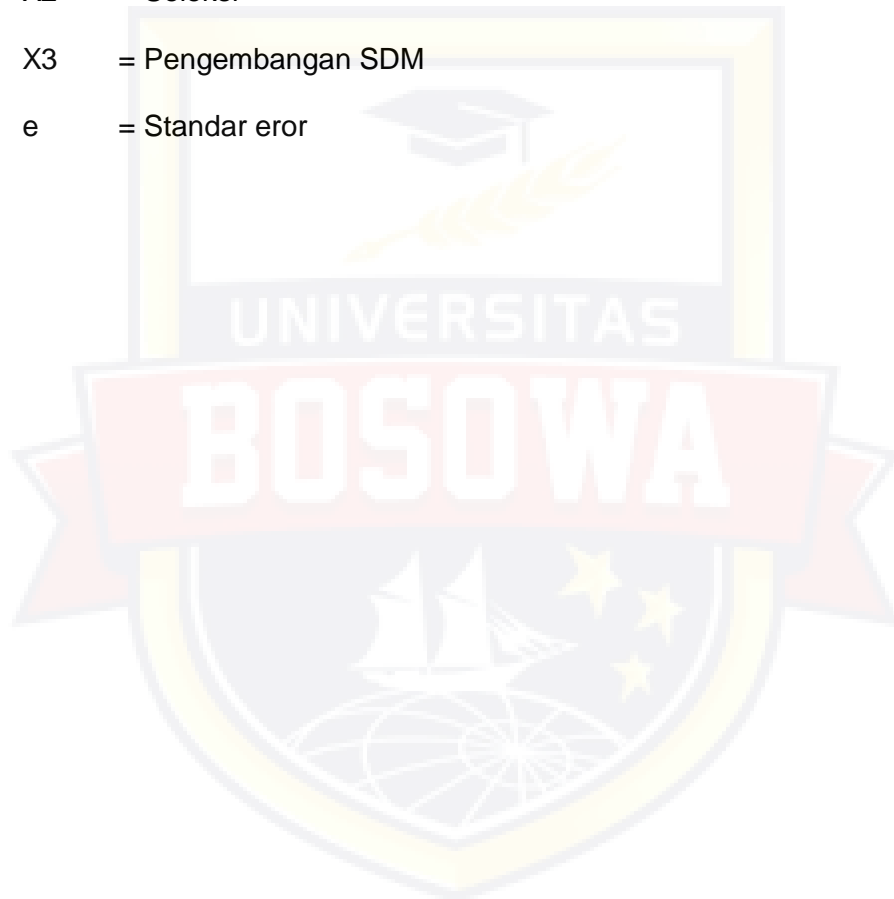 X3 = Pengembangan SDM
e = Standar eror
UNIVERSITAS
BOSOWA